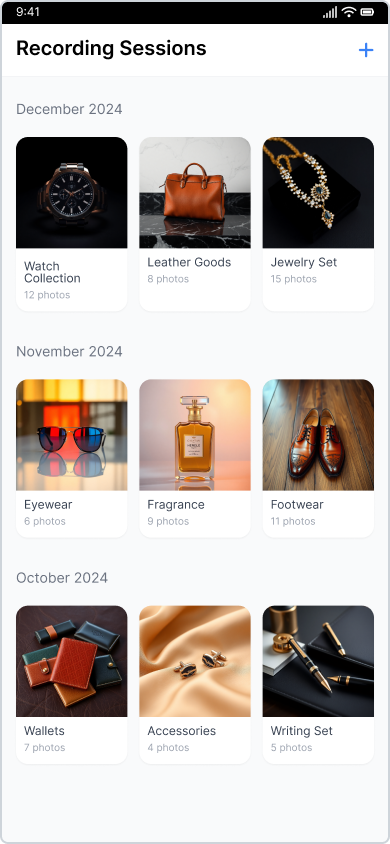 9:41
Recording Sessions
December 2024
Watch
Collection
12 photos
Leather Goods
8 photos
Jewelry Set
15 photos
November 2024
Eyewear
6 photos
Fragrance
9 photos
Footwear
11 photos
October 2024
Wallets
7 photos
Accessories
4 photos
Writing Set
5 photos